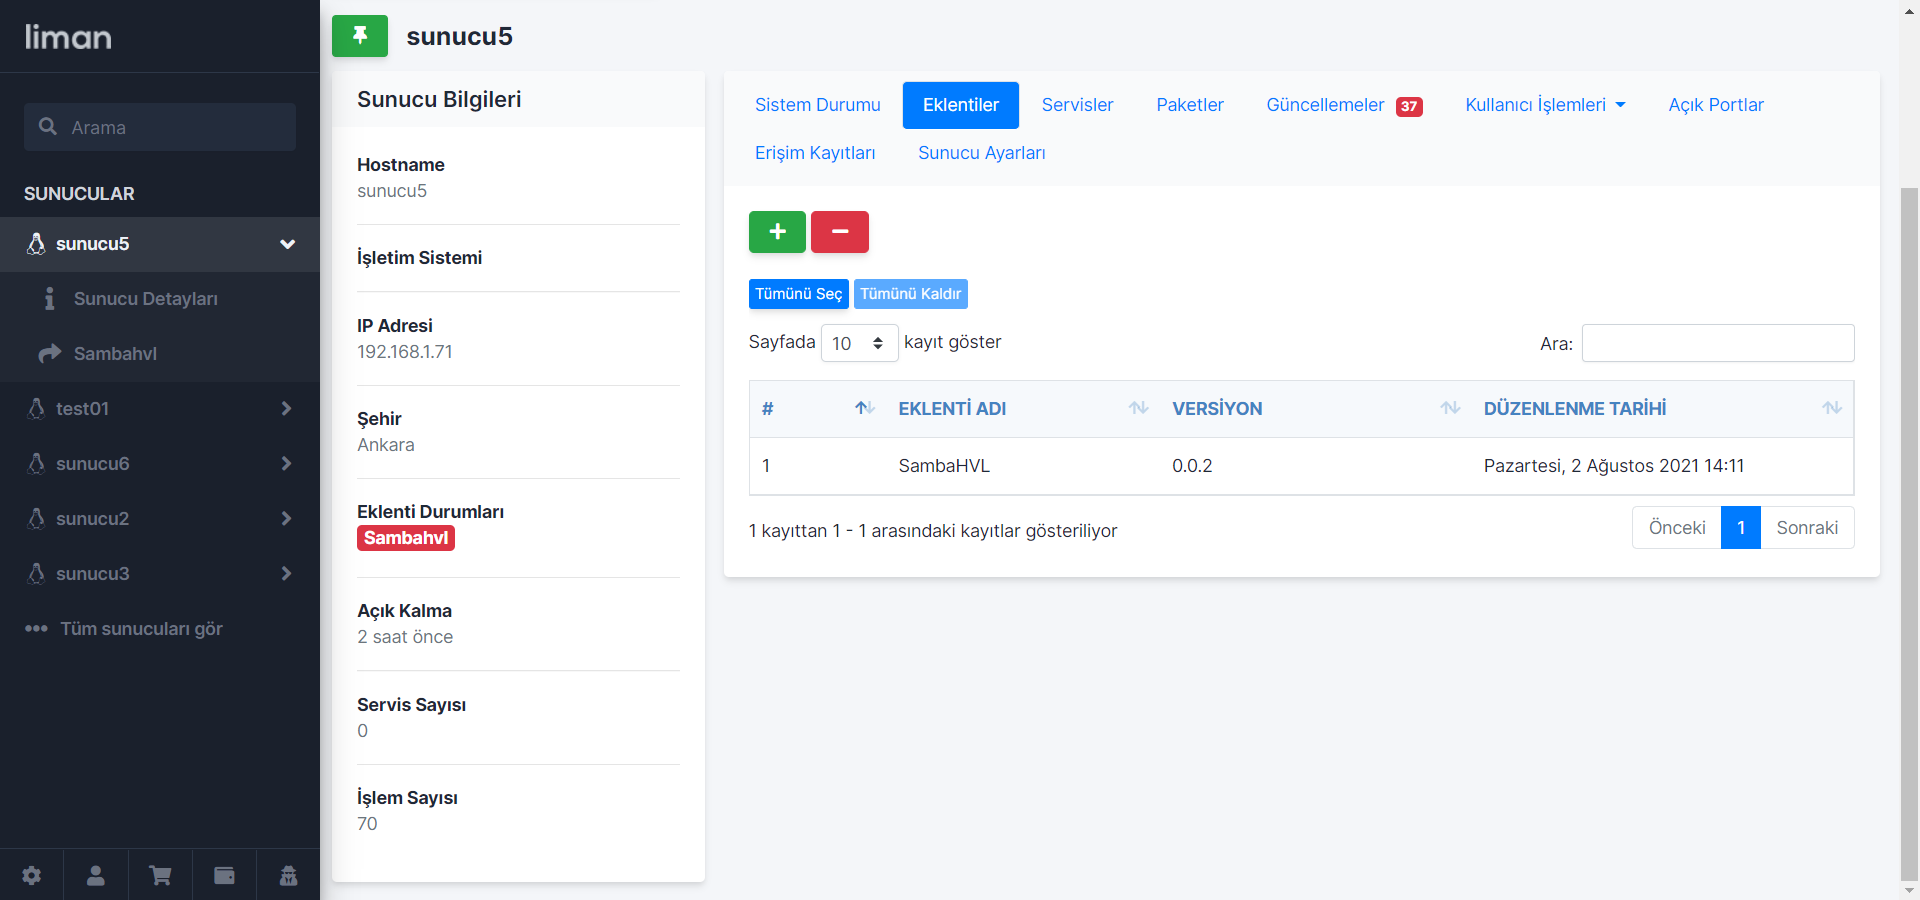 liman
Arama
SUNUCULAR
sunucu5
Sunucu Detayları
Sambahvl
test01
sunucu6
sunucu2
sunucu3
Tüm sunucuları gör
sunucu5
Sunucu Bilgileri
Hostname
sunucu5
İşletim Sistemi
IP Adresi
192.168.1.71
Şehir
Ankara
Eklenti Durumları
Sambahvl
Açık Kalma
2 saat önce
Servis Sayısı
0
İşlem Sayısı
70
Sistem Durumu Eklentiler Servisler Paketler Güncellemeler 37 Kullanıcı İşlemleri Açık Portlar
Erişim Kayıtları Sunucu Ayarları
Tümünü Seç Tümünü Kaldır
Sayfada 10 kayıt göster Ara:
# EKLENTİ ADI VERSİYON DÜZENLENME TARİHİ
1 SambaHVL 0.0.2 Pazartesi, 2 Ağustos 2021 14:11
1 kayıttan 1 - 1 arasındaki kayıtlar gösteriliyor
Önceki 1 Sonraki